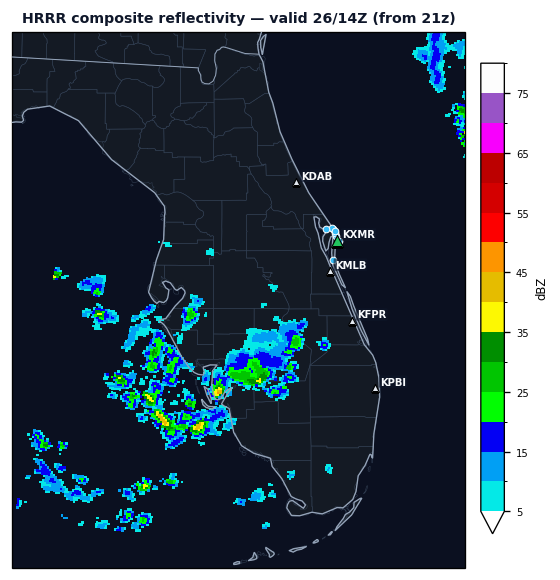 HRRR composite reflectivity — valid 26/14Z (from 21z)
KDAB
KXMR
KMLB
KFPR
KPBI
75
65
55
45
35
25
15
5
dBZ